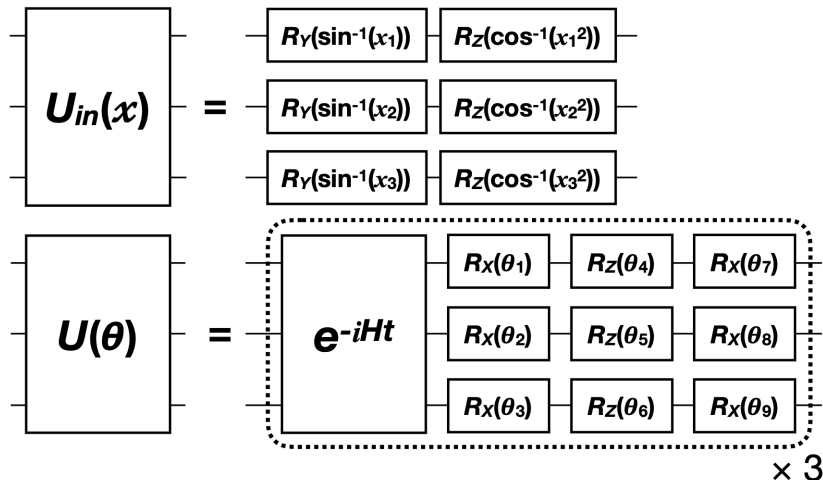 R_Y(sin⁻¹(x₁)) R_Z(cos⁻¹(x₁²))
U_in(x) = R_Y(sin⁻¹(x₂)) R_Z(cos⁻¹(x₂²))
R_Y(sin⁻¹(x₃)) R_Z(cos⁻¹(x₃²))
R_X(θ₁) R_Z(θ₄) R_X(θ₇)
U(θ) = e^{-iHt} R_X(θ₂) R_Z(θ₅) R_X(θ₈)
R_X(θ₃) R_Z(θ₆) R_X(θ₉)
× 3